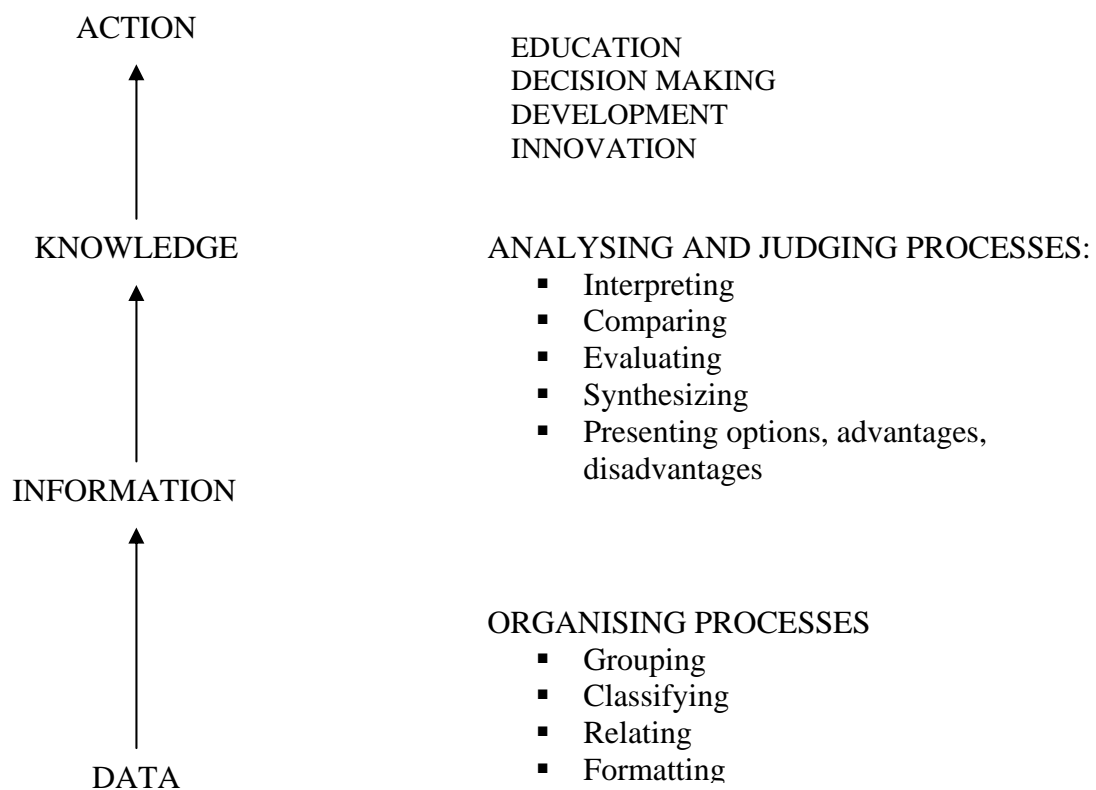 ACTION
EDUCATION
DECISION MAKING
DEVELOPMENT
INNOVATION
KNOWLEDGE
ANALYSING AND JUDGING PROCESSES:
▪ Interpreting
▪ Comparing
▪ Evaluating
▪ Synthesizing
▪ Presenting options, advantages,
disadvantages
INFORMATION
ORGANISING PROCESSES
▪ Grouping
▪ Classifying
▪ Relating
▪ Formatting
DATA